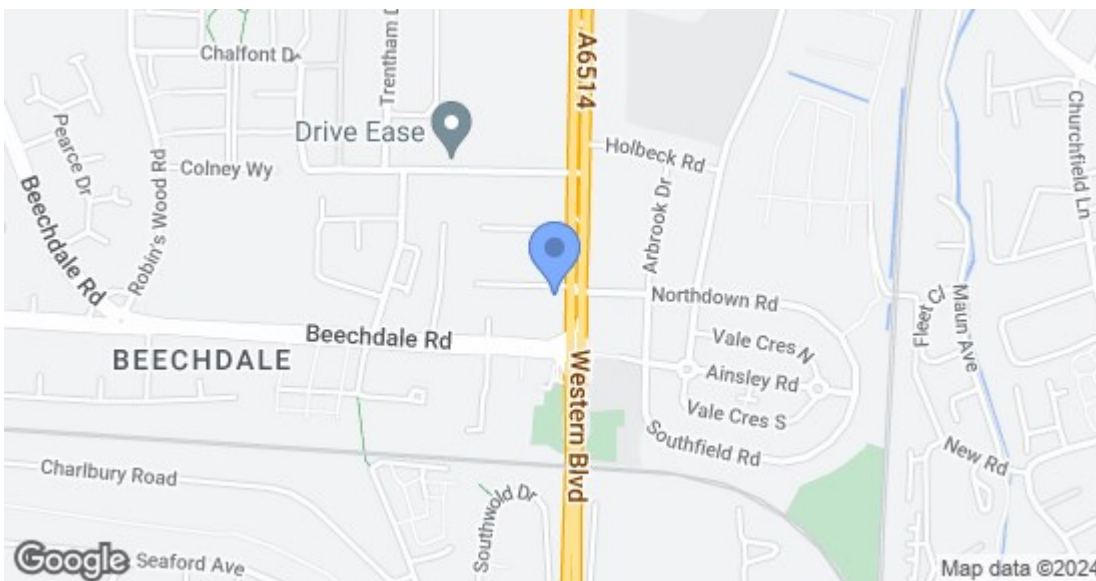 Chalfont D
Trentham D
A6514
Drive Ease
Holbeck Rd
Churchfield Ln
Pearce Dr
Colney Wy
Robin's Wood Rd
Arbrook Dr
Beechdale Rd
Northdown Rd
Fleet Cl
Maun Ave
Beechdale Rd
Vale Cres N
BEECHDALE
Ainsley Rd
Western Blvd
Vale Cres S
Southfield Rd
New Rd
Charlbury Road
Southwold Dr
Google
Seaford Ave
Map data ©2024